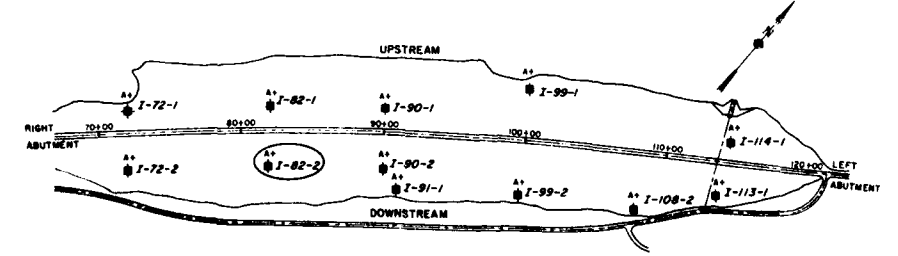 UPSTREAM
N
A+
I-72-1
A+
I-82-1
A+
I-90-1
A+
I-99-1
A+
I-114-1
RIGHT
ABUTMENT
70+00
80+00
90+00
100+00
110+00
120+00
LEFT
ABUTMENT
A+
I-72-2
A+
I-82-2
A+
I-90-2
A+
I-91-1
A+
I-99-2
A+
I-108-2
A+
I-113-1
DOWNSTREAM